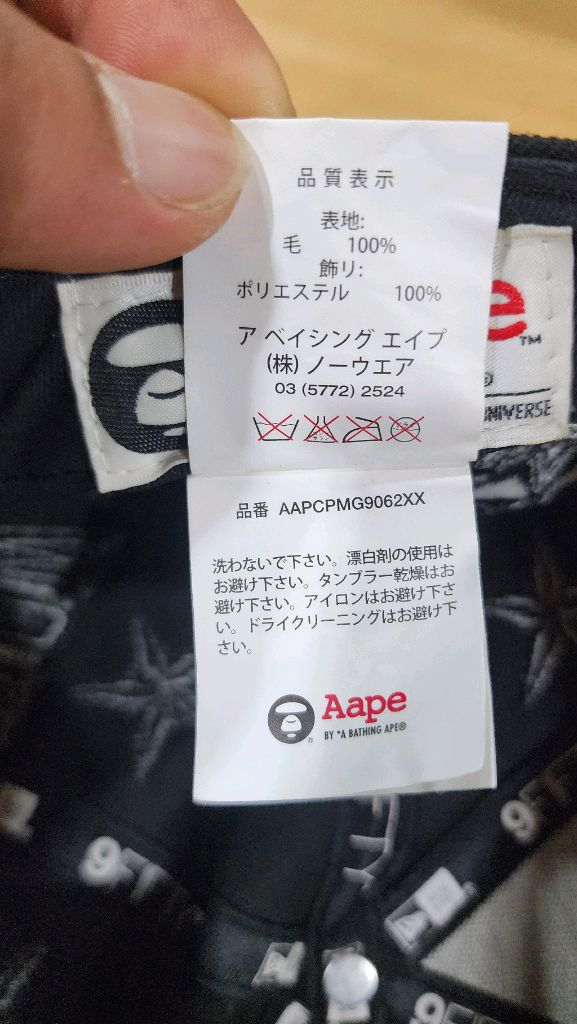 品質表示
表地:
毛 100%
飾リ:
ポリエステル 100%
ア ベイシング エイプ
(株) ノーウエア
03 (5772) 2524
e™
UNIVERSE
品番 AAPCPMG9062XX
洗わないで下さい。漂白剤の使用は
お避け下さい。タンブラー乾燥はお
避け下さい。アイロンはお避け下さ
い。ドライクリーニングはお避け下
さい。
Aape
BY *A BATHING APE®